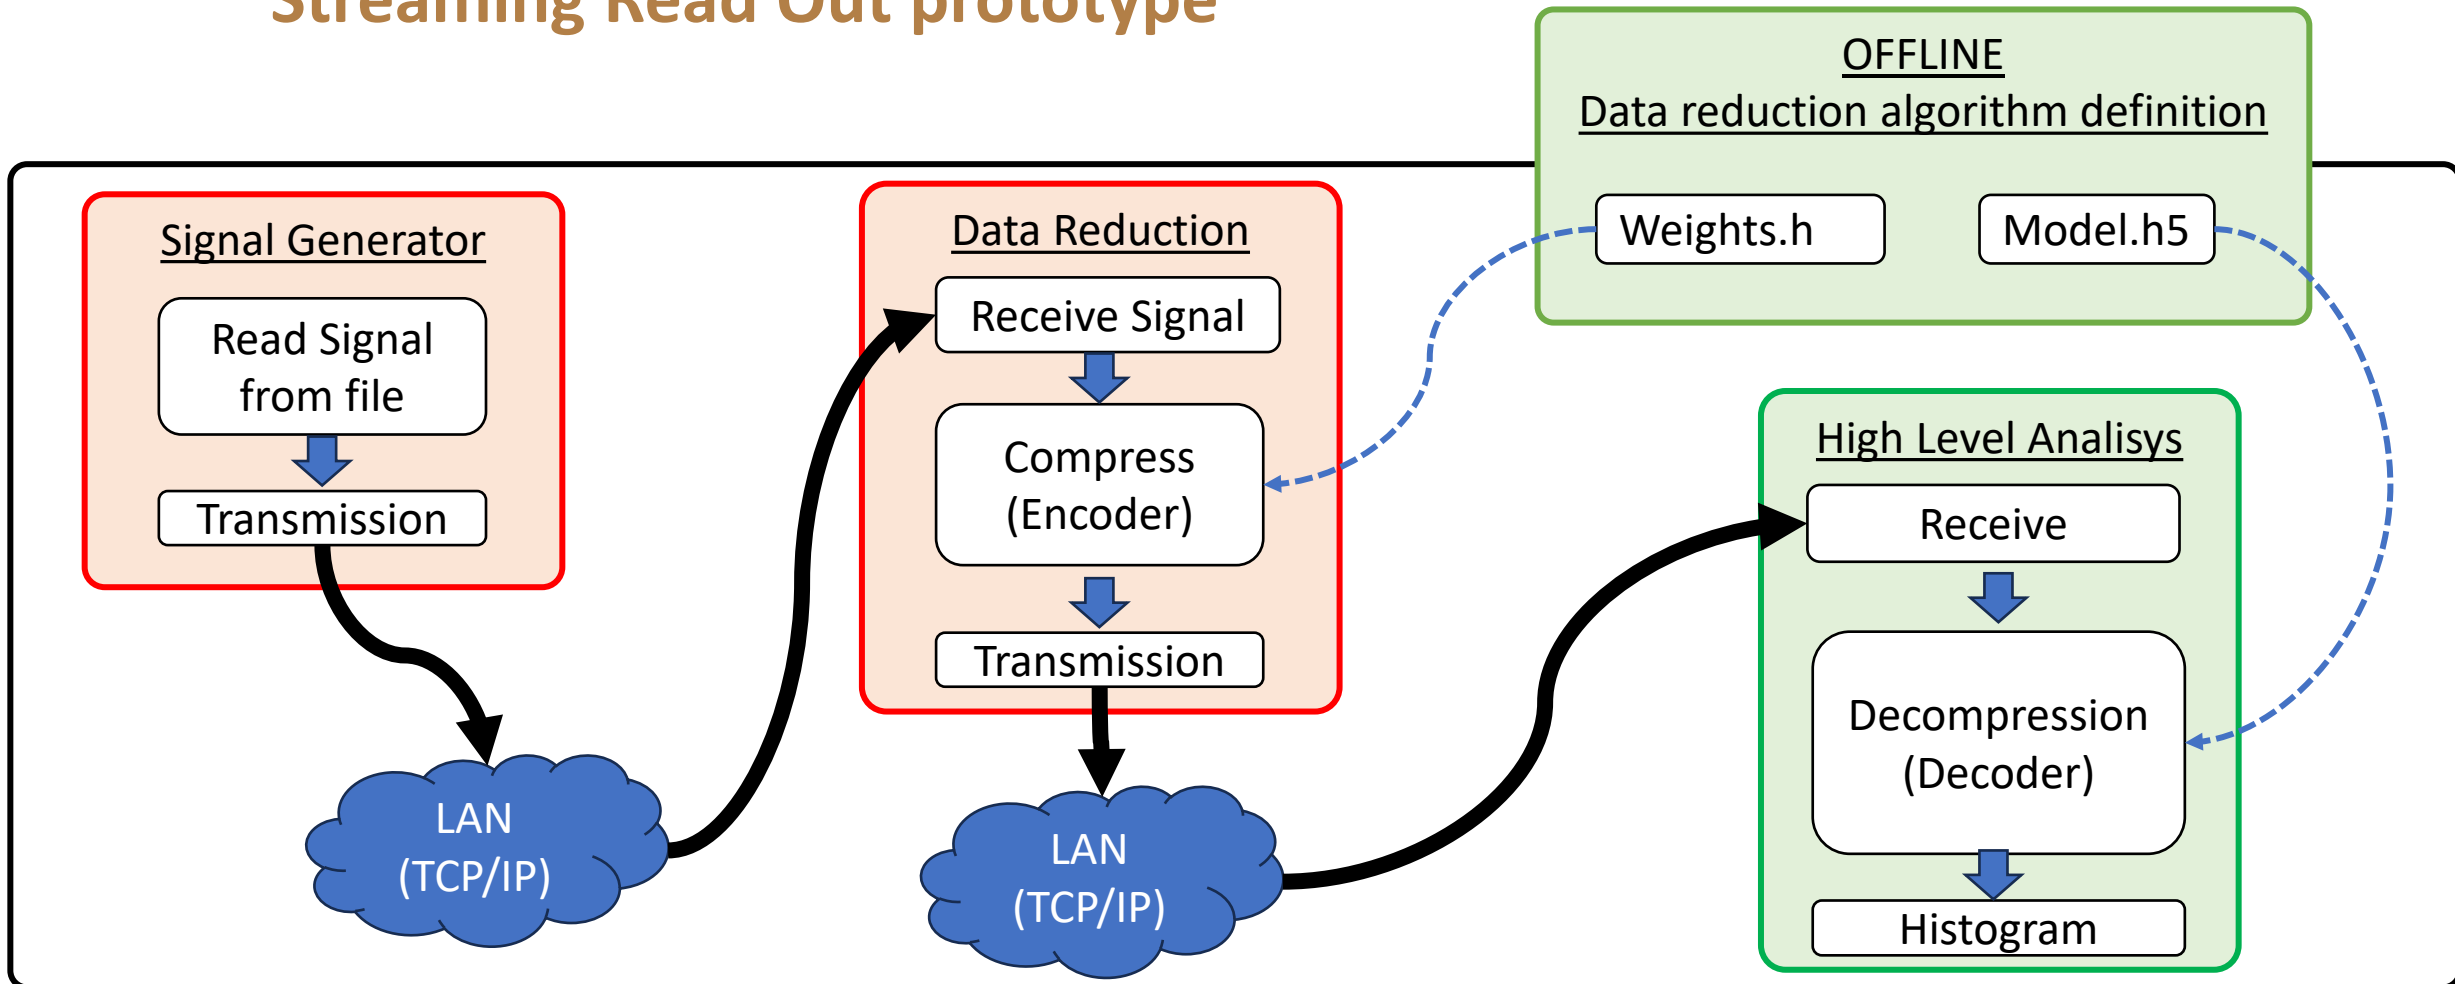 Streaming Read Out prototype
OFFLINE
Data reduction algorithm definition
Weights.h
Model.h5
Signal Generator
Read Signal
from file
Transmission
LAN
(TCP/IP)
Data Reduction
Receive Signal
Compress
(Encoder)
Transmission
LAN
(TCP/IP)
High Level Analisys
Receive
Decompression
(Decoder)
Histogram